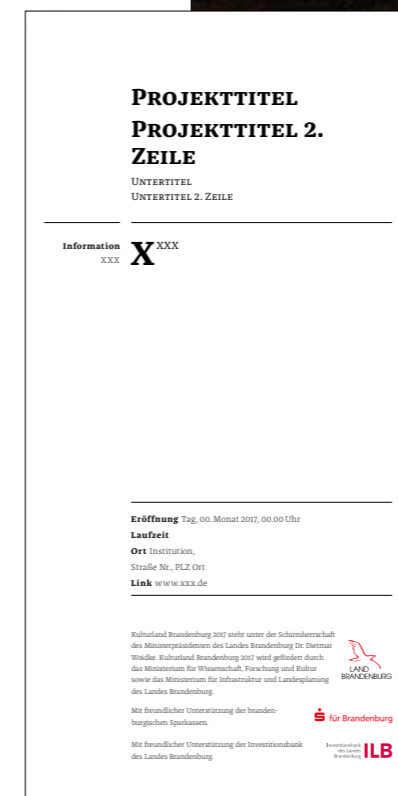 Projekttitel
Projekttitel 2.
Zeile
Untertitel
Untertitel 2. Zeile
Information
xxx
Xxxx
Eröffnung Tag, 00. Monat 2017, 00.00 Uhr
Laufzeit
Ort Institution,
Straße Nr., PLZ Ort
Link www.xxx.de
Kulturland Brandenburg 2017 steht unter der Schirmherrschaft
des Ministerpräsidenten des Landes Brandenburg Dr. Dietmar
Woidke. Kulturland Brandenburg 2017 wird gefördert durch
das Ministerium für Wissenschaft, Forschung und Kultur
sowie das Ministerium für Infrastruktur und Landesplanung
des Landes Brandenburg.
LAND
BRANDENBURG
Mit freundlicher Unterstützung der branden-
burgischen Sparkassen.
für Brandenburg
Mit freundlicher Unterstützung der Investitionsbank
des Landes Brandenburg.
Investitionsbank
des Landes
Brandenburg
ILB